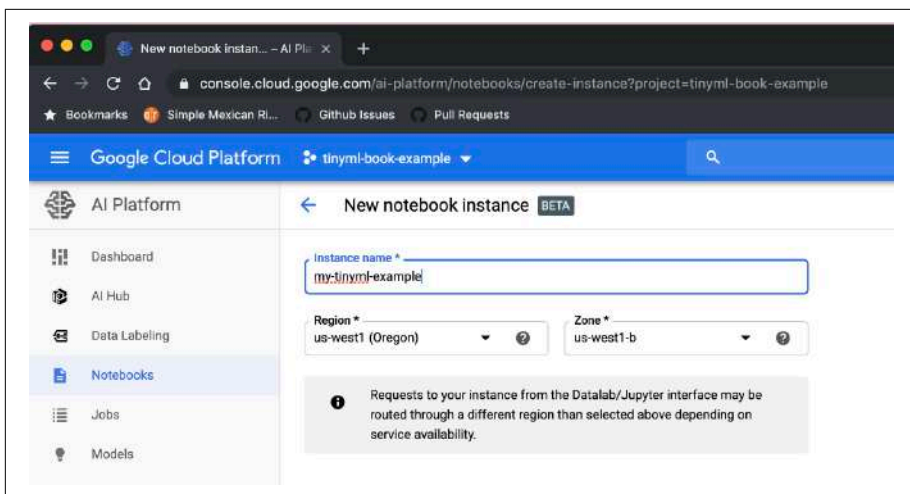 New notebook instan... – AI Pla
console.cloud.google.com/ai-platform/notebooks/create-instance?project=tinyml-book-example
Bookmarks Simple Mexican Ri... Github Issues Pull Requests
Google Cloud Platform tinyml-book-example
AI Platform
New notebook instance BETA
Dashboard
AI Hub
Data Labeling
Notebooks
Jobs
Models
Instance name *
my-tinyml-example
Region *
us-west1 (Oregon)
Zone *
us-west1-b
Requests to your instance from the Datalab/Jupyter interface may be
routed through a different region than selected above depending on
service availability.